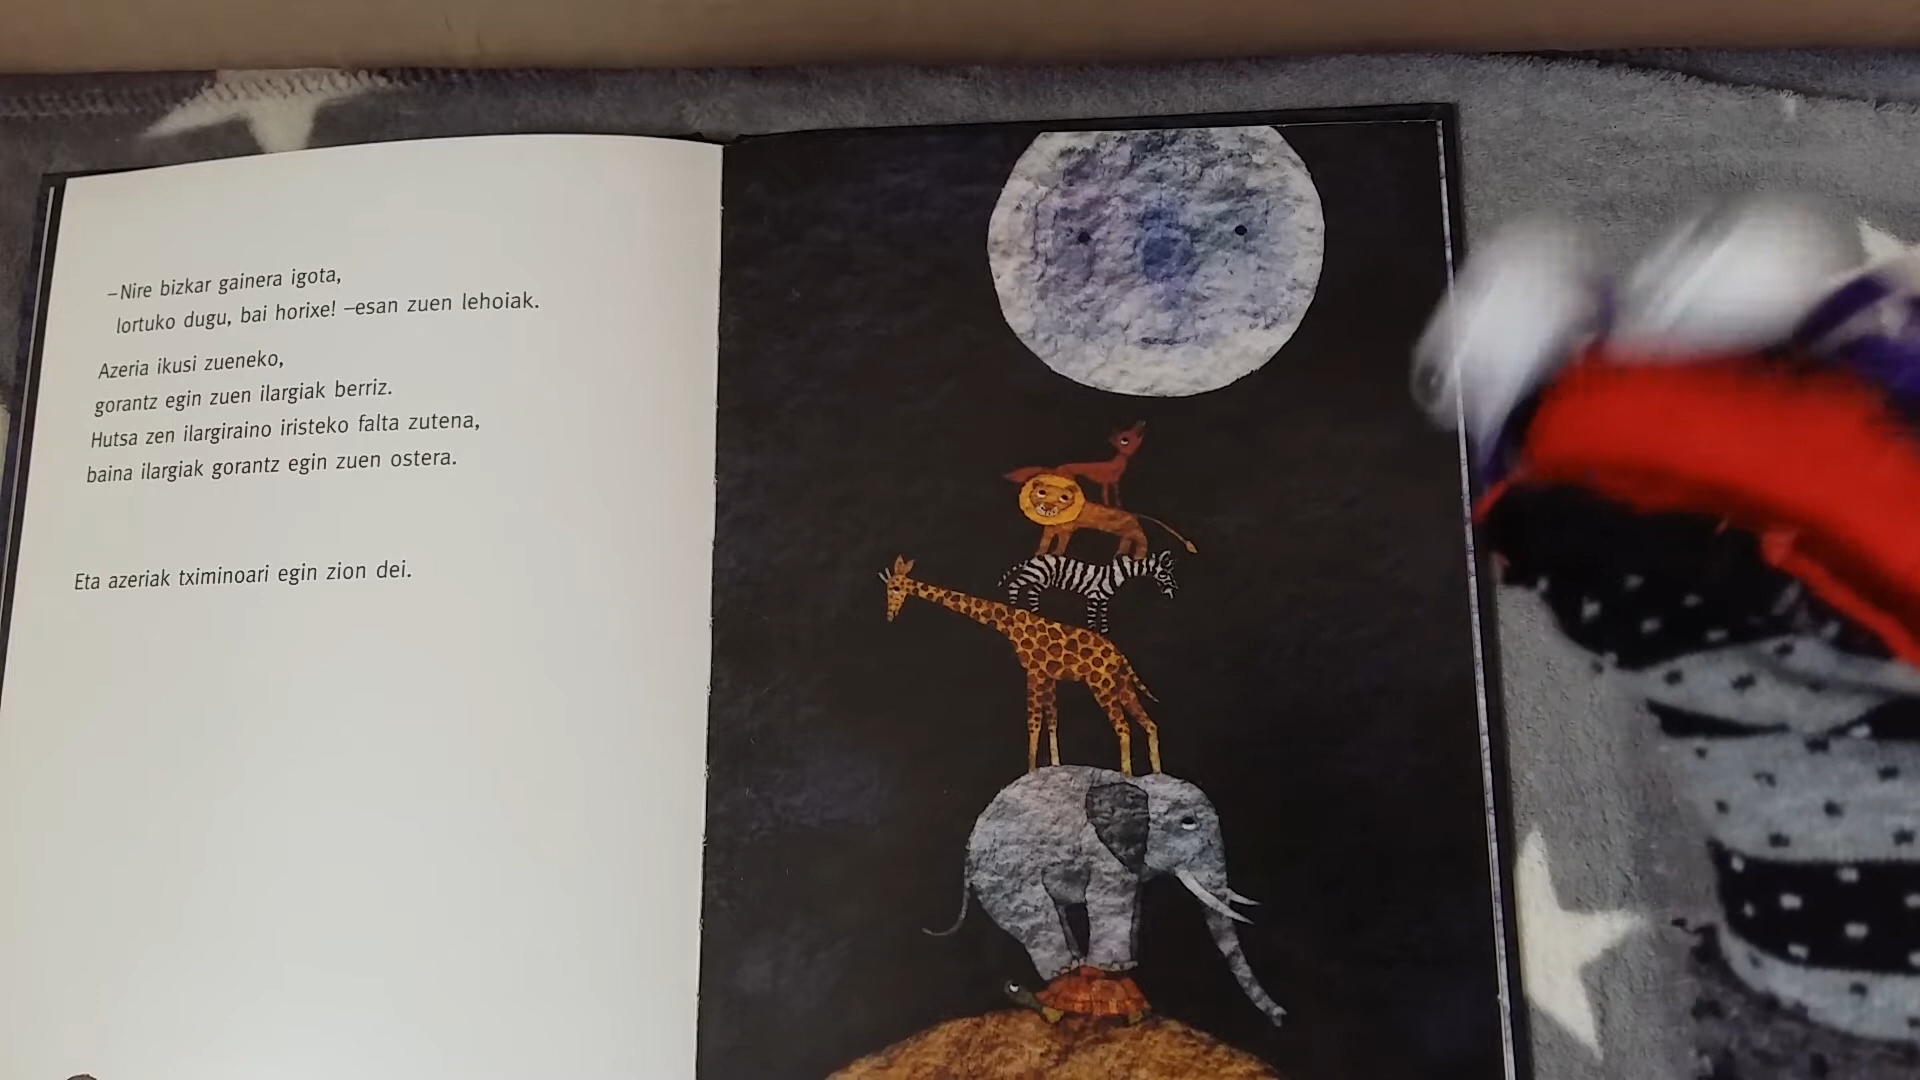 –Nire bizkar gainera igota,
lortuko dugu, bai horixe! –esan zuen lehoiak.
Azeria ikusi zueneko,
gorantz egin zuen ilargiak berriz.
Hutsa zen ilargiraino iristeko falta zutena,
baina ilargiak gorantz egin zuen ostera.
Eta azeriak tximinoari egin zion dei.